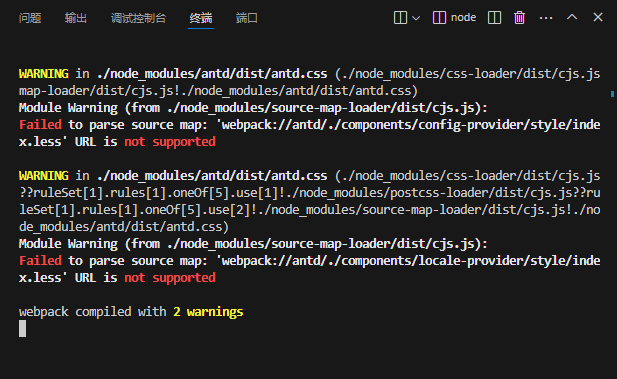 问题 输出 调试控制台 终端 端口 node
WARNING in ./node_modules/antd/dist/antd.css (./node_modules/css-loader/dist/cjs.js
map-loader/dist/cjs.js!./node_modules/antd/dist/antd.css)
Module Warning (from ./node_modules/source-map-loader/dist/cjs.js):
Failed to parse source map: 'webpack://antd/./components/config-provider/style/inde
x.less' URL is not supported
WARNING in ./node_modules/antd/dist/antd.css (./node_modules/css-loader/dist/cjs.js
??ruleSet[1].rules[1].oneOf[5].use[1]!./node_modules/postcss-loader/dist/cjs.js??ru
leSet[1].rules[1].oneOf[5].use[2]!./node_modules/source-map-loader/dist/cjs.js!./no
de_modules/antd/dist/antd.css)
Module Warning (from ./node_modules/source-map-loader/dist/cjs.js):
Failed to parse source map: 'webpack://antd/./components/locale-provider/style/inde
x.less' URL is not supported
webpack compiled with 2 warnings